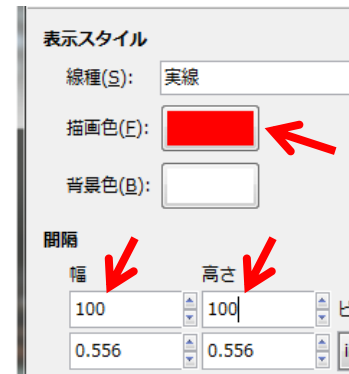 表示スタイル
線種(S): 実線
描画色(F):
背景色(B):
間隔
幅 高さ
100 100
0.556 0.556